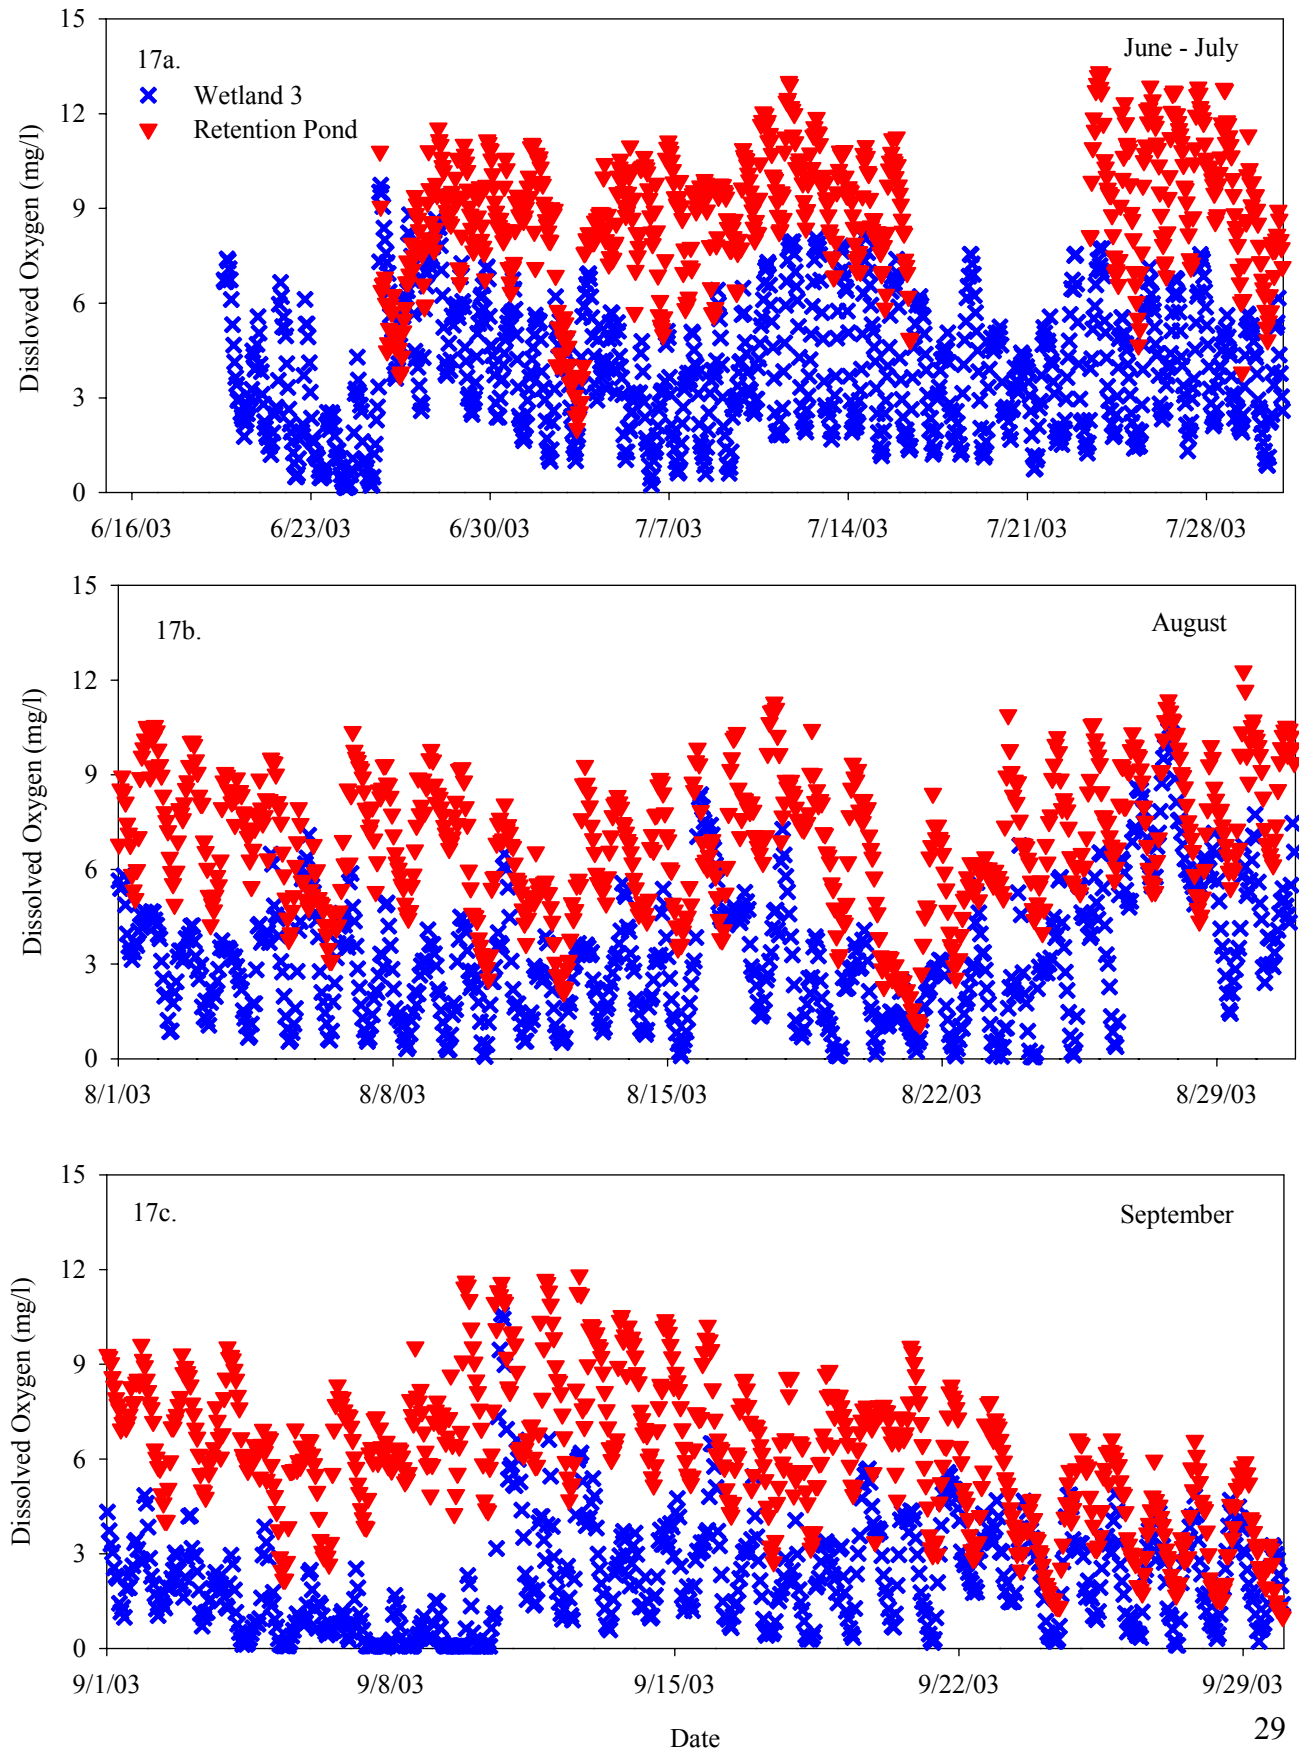 15
12
9
6
3
0
Dissloved Oxygen (mg/l)
17a.
June - July
Wetland 3
Retention Pond
6/16/03 6/23/03 6/30/03 7/7/03 7/14/03 7/21/03 7/28/03
15
12
9
6
3
0
Dissolved Oxygen (mg/l)
17b.
August
8/1/03 8/8/03 8/15/03 8/22/03 8/29/03
15
12
9
6
3
0
Dissolved Oxygen (mg/l)
17c.
September
9/1/03 9/8/03 9/15/03 9/22/03 9/29/03
Date
29